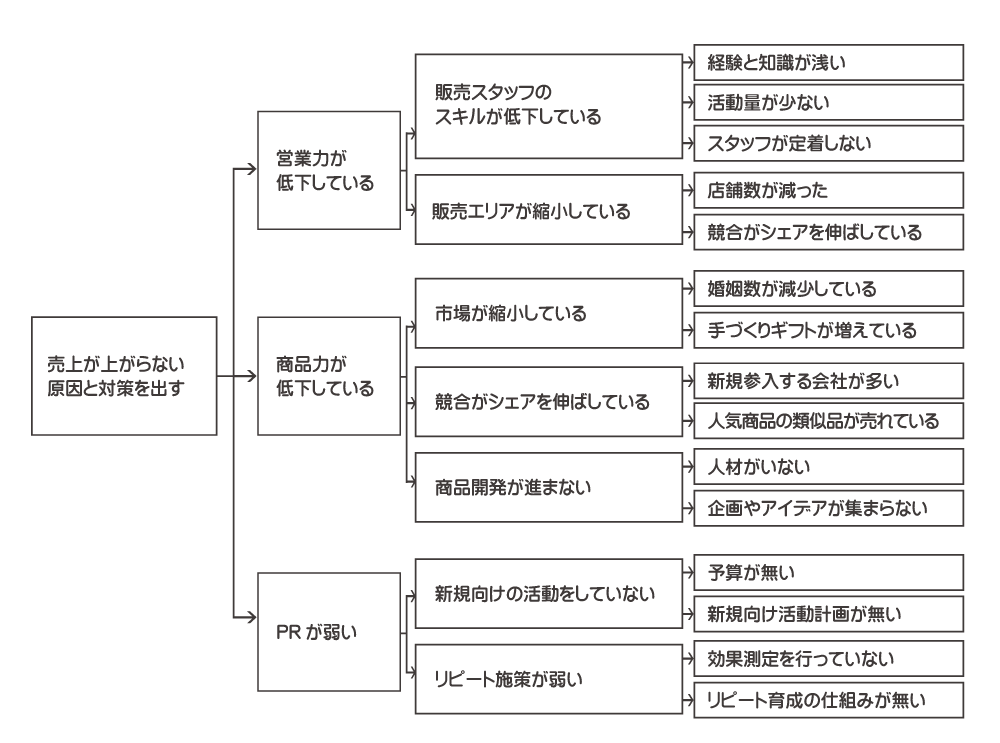 売上が上がらない
原因と対策を出す
営業力が
低下している
販売スタッフの
スキルが低下している
経験と知識が浅い
活動量が少ない
スタッフが定着しない
販売エリアが縮小している
店舗数が減った
競合がシェアを伸ばしている
商品力が
低下している
市場が縮小している
婚姻数が減少している
手づくりギフトが増えている
競合がシェアを伸ばしている
新規参入する会社が多い
人気商品の類似品が売れている
商品開発が進まない
人材がいない
企画やアイデアが集まらない
PRが弱い
新規向けの活動をしていない
予算が無い
新規向け活動計画が無い
リピート施策が弱い
効果測定を行っていない
リピート育成の仕組みが無い